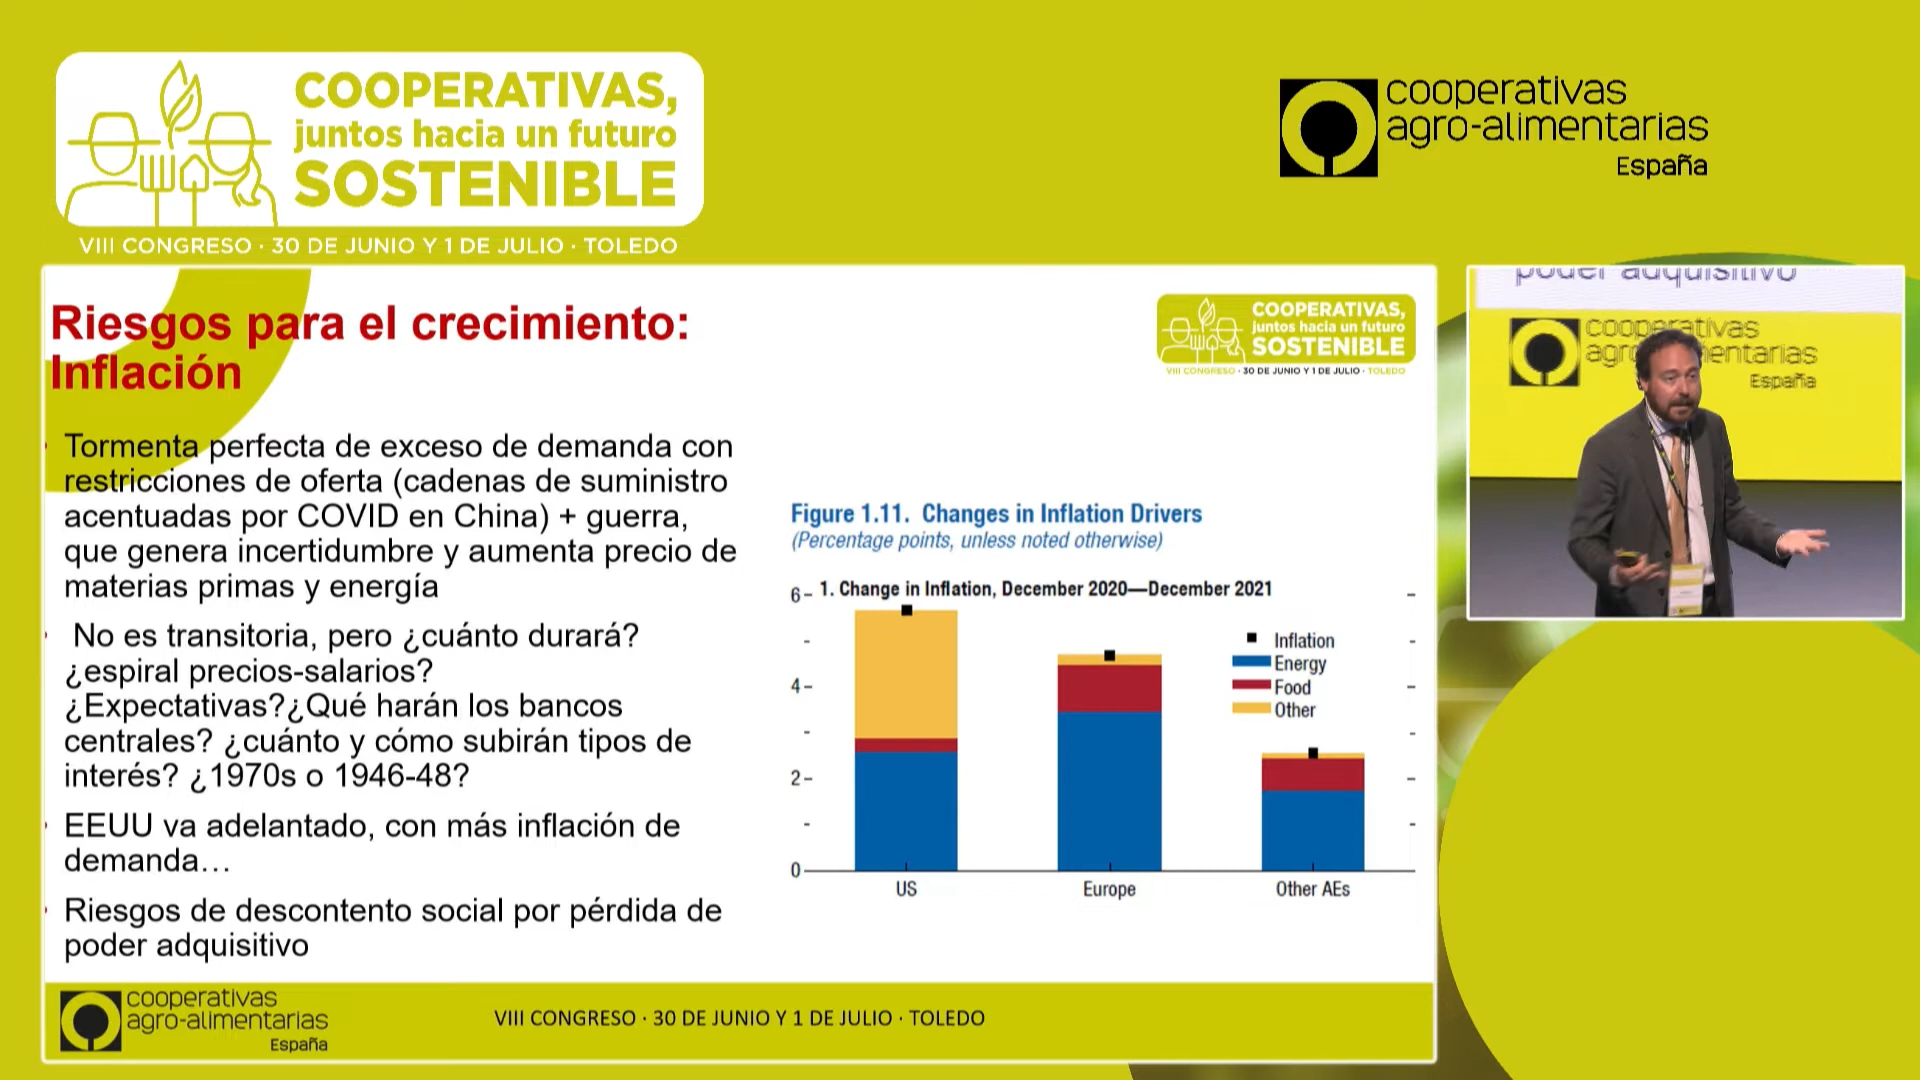 COOPERATIVAS,
juntos hacia un futuro
SOSTENIBLE
VIII CONGRESO · 30 DE JUNIO Y 1 DE JULIO · TOLEDO
cooperativas
agro-alimentarias
España
Riesgos para el crecimiento:
Inflación
COOPERATIVAS,
juntos hacia un futuro
SOSTENIBLE
VIII CONGRESO · 30 DE JUNIO Y 1 DE JULIO · TOLEDO
Tormenta perfecta de exceso de demanda con
restricciones de oferta (cadenas de suministro
acentuadas por COVID en China) + guerra,
que genera incertidumbre y aumenta precio de
materias primas y energía
No es transitoria, pero ¿cuánto durará?
¿espiral precios-salarios?
¿Expectativas?¿Qué harán los bancos
centrales? ¿cuánto y cómo subirán tipos de
interés? ¿1970s o 1946-48?
EEUU va adelantado, con más inflación de
demanda…
Riesgos de descontento social por pérdida de
poder adquisitivo
Figure 1.11. Changes in Inflation Drivers
(Percentage points, unless noted otherwise)
1. Change in Inflation, December 2020—December 2021
6
4
2
0
Inflation
Energy
Food
Other
US
Europe
Other AEs
cooperativas
agro-alimentarias
España
VIII CONGRESO · 30 DE JUNIO Y 1 DE JULIO · TOLEDO
poder adquisitivo
cooperativas
España